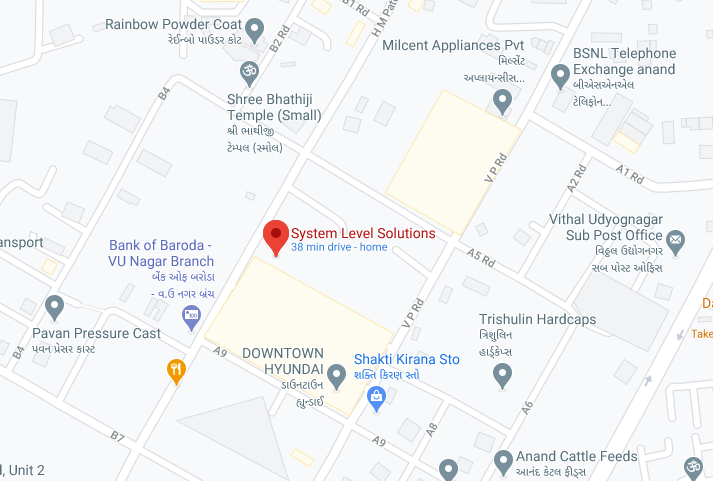 B1 Rd
H M Pat
Rainbow Powder Coat
રેઈન્બો પાઉડર કોટ
B2 Rd
Milcent Appliances Pvt
મિલ્સેંટ
અપ્લાયન્સીસ...
BSNL Telephone
Exchange anand
બીએસએનએલ
ટેલિફોન...
B4
Shree Bhathiji
Temple (Small)
શ્રી ભાથીજી
ટેમ્પલ (સ્મોલ)
V P Rd
A1 Rd
A2 Rd
Vithal Udyognagar
Sub Post Office
વિઠ્ઠલ ઉદ્યોગનગર
સબ પોસ્ટ ઓફિસ
System Level Solutions
38 min drive - home
ansport
Bank of Baroda -
VU Nagar Branch
બેંક ઓફ બરોડા
- વ.ઉ નગર બ્રંચ
A5 Rd
Da
Take
Pavan Pressure Cast
પવન પ્રેસર કાસ્ટ
B4
V P Rd
Trishulin Hardcaps
ત્રિશુલિન
હાર્ડ્કેપ્સ
A9
DOWNTOWN
HYUNDAI
ડાઉનટાઉન
હ્યુન્ડાઈ
Shakti Kirana Sto
શક્તિ કિરણ સ્તો
A6
A8
B7
A9
d, Unit 2
Anand Cattle Feeds
આનંદ કેટલ ફીડ્સ